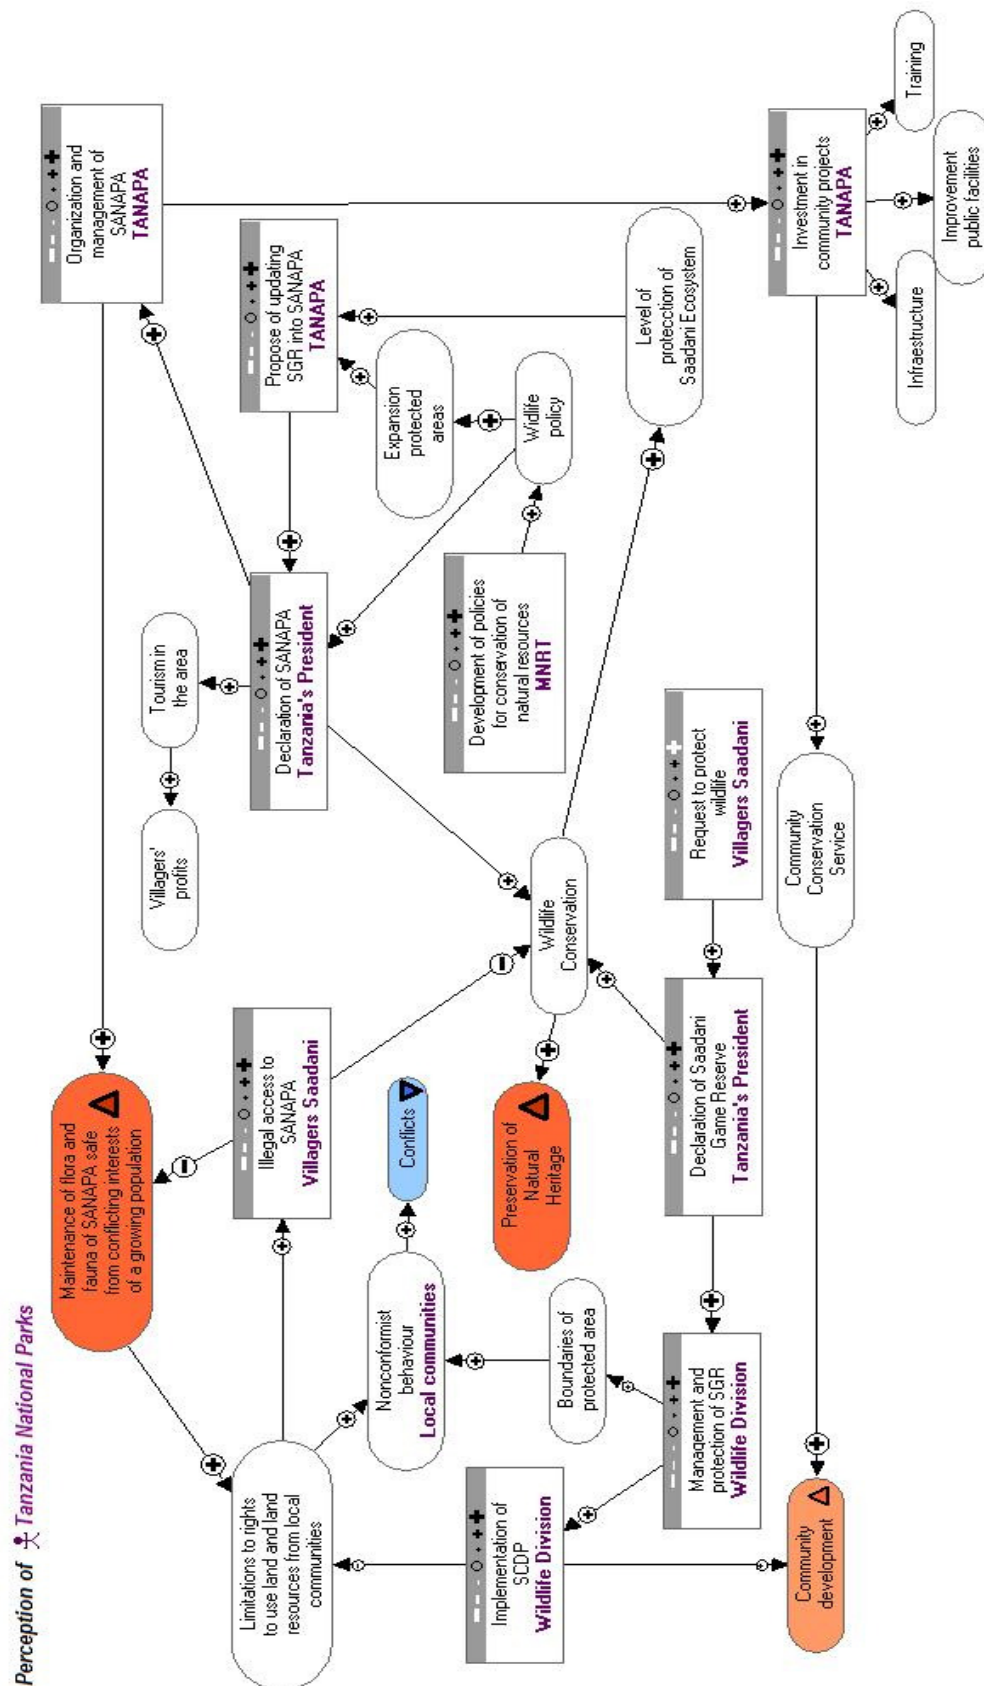 Perception of Tanzania National Parks
Maintenance of flora and
fauna of SANAPA safe
from conflicting interests
of a growing population
Organization and
management of
SANAPA
TANAPA
Villagers'
profits
Tourism in
the area
Limitations to rights
to use land and land
resources from local
communities
Illegal access to
SANAPA
Villagers Saadani
Declaration of SANAPA
Tanzania's President
Propose of updating
SGR into SANAPA
TANAPA
Nonconformist
behaviour
Local communities
Conflicts
Expansion
protected
areas
Implementation of
SCDP
Wildlife Division
Boundaries of
protected area
Preservation of
Natural
Heritage
Wildlife
Conservation
Development of policies
for conservation of
natural resources
MNRT
Widlife
policy
Management and
protection of SGR
Wildlife Division
Declaration of Saadani
Game Reserve
Tanzania's President
Request to protect
wildlife
Villagers Saadani
Level of
protecction of
Saadani Ecosystem
Community
development
Community
Conservation
Service
Investment in
community projects
TANAPA
Infraestructure
Improvement
public facilities
Training